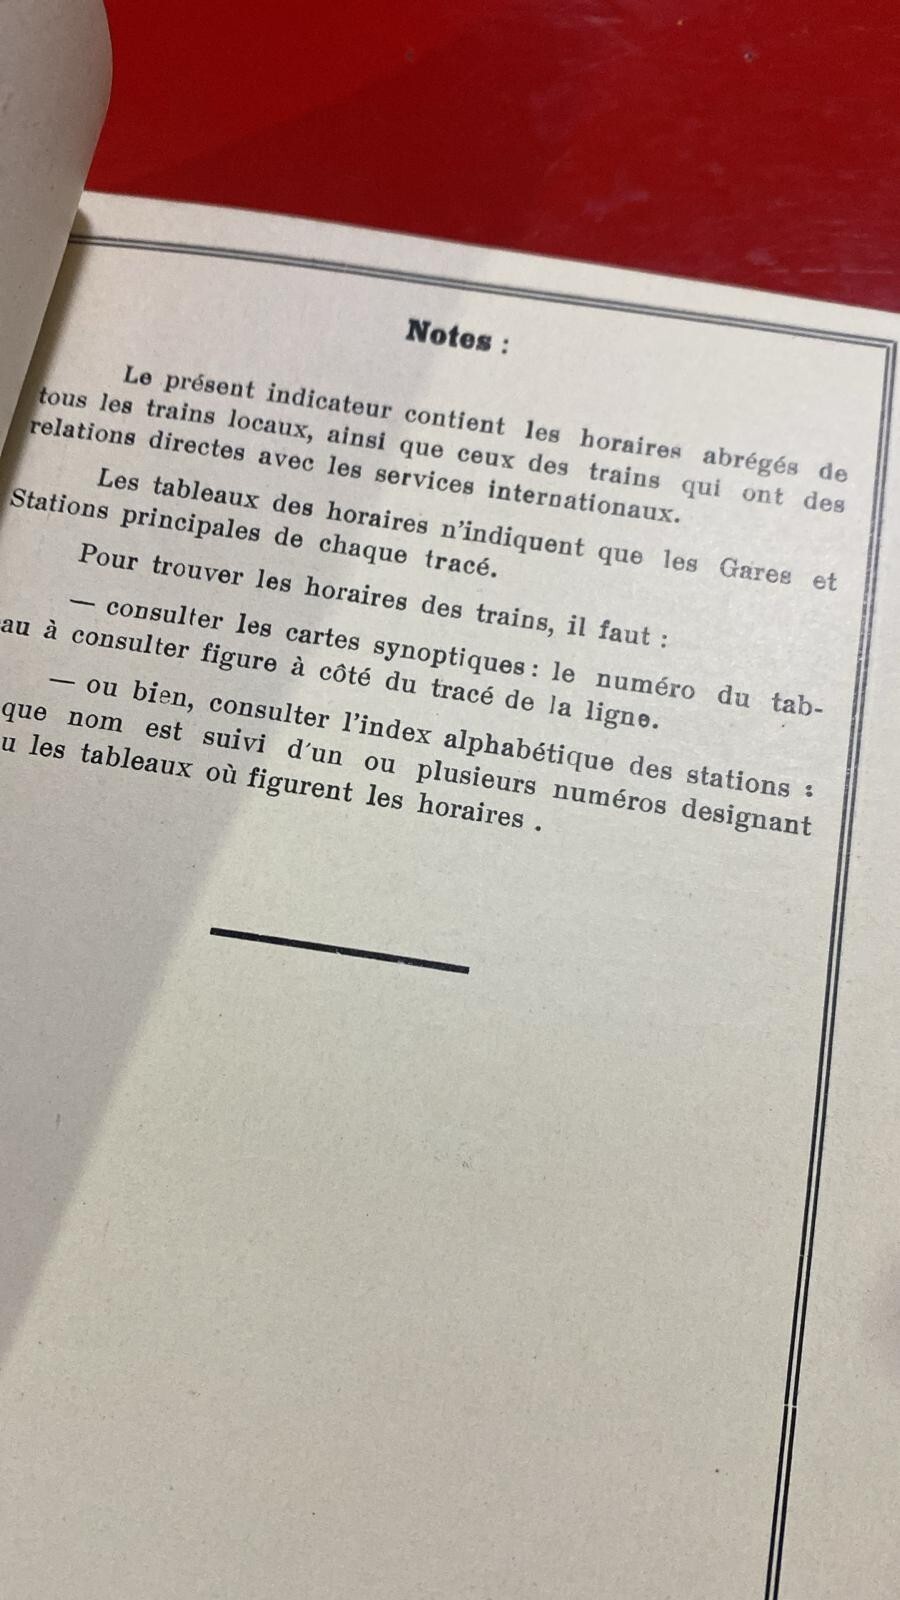 Notes :
Le présent indicateur contient les horaires abrégés de
tous les trains locaux, ainsi que ceux des trains qui ont des
relations directes avec les services internationaux.
Les tableaux des horaires n'indiquent que les Gares et
Stations principales de chaque tracé.
Pour trouver les horaires des trains, il faut :
— consulter les cartes synoptiques : le numéro du tab-
au à consulter figure à côté du tracé de la ligne.
— ou bien, consulter l'index alphabétique des stations :
que nom est suivi d'un ou plusieurs numéros designant
u les tableaux où figurent les horaires .